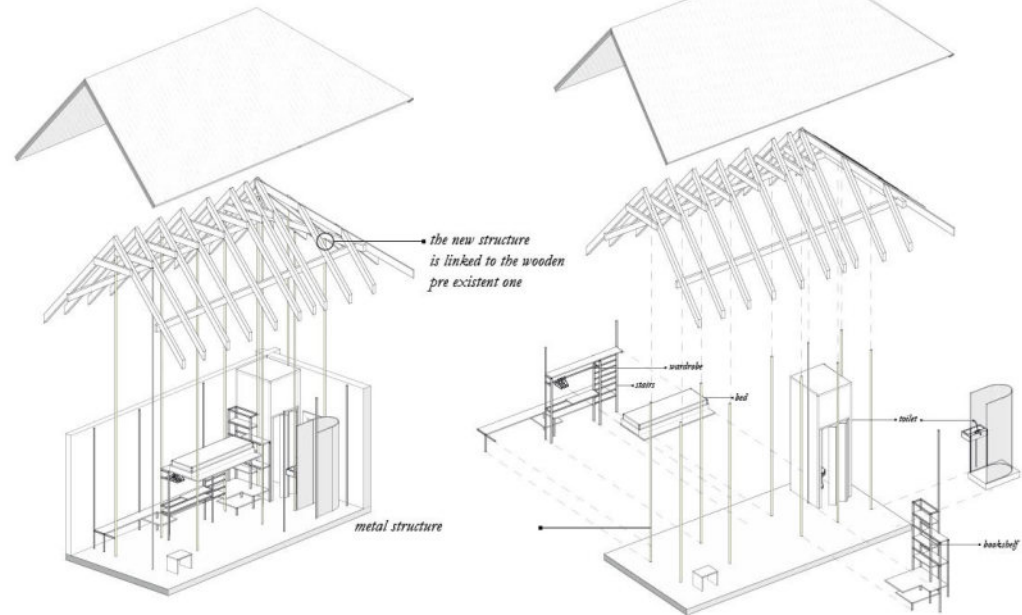 the new structure
is linked to the wooden
pre existent one
wardrobe
stairs
bed
toilet
metal structure
bookshelf